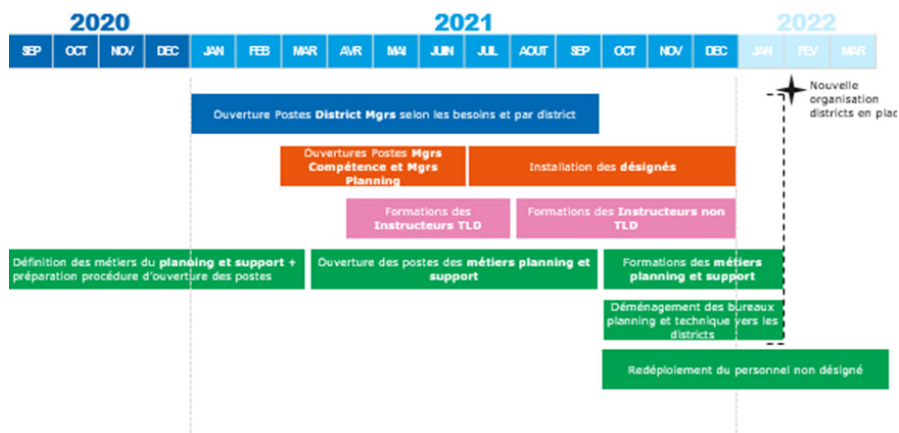 2020 2021 2022
SEP OCT NOV DEC JAN FEB MAR AVR MAI JUIN JUIL AOUT SEP OCT NOV DEC JAN FEV MAR
Nouvelle
organisation
districts en plac
Ouverture Postes District Mgrs selon les besoins et par district
Ouvertures Postes Mgrs
Compétence et Mgrs
Planning
Installation des désignés
Formations des
Instructeurs TLD
Formations des Instructeurs non
TLD
Définition des métiers du planning et support +
préparation procédure d'ouverture des postes
Ouverture des postes des métiers planning et
support
Formations des métiers
planning et support
Déménagement des bureaux
planning et technique vers les
districts
Redéploiement du personnel non désigné